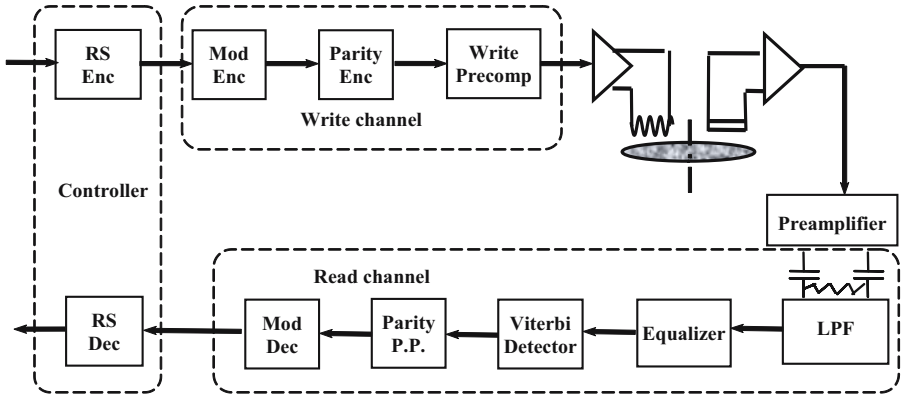 RS
Enc
Mod
Enc
Parity
Enc
Write
Precomp
Write channel
Controller
Preamplifier
Read channel
RS
Dec
Mod
Dec
Parity
P.P.
Viterbi
Detector
Equalizer
LPF